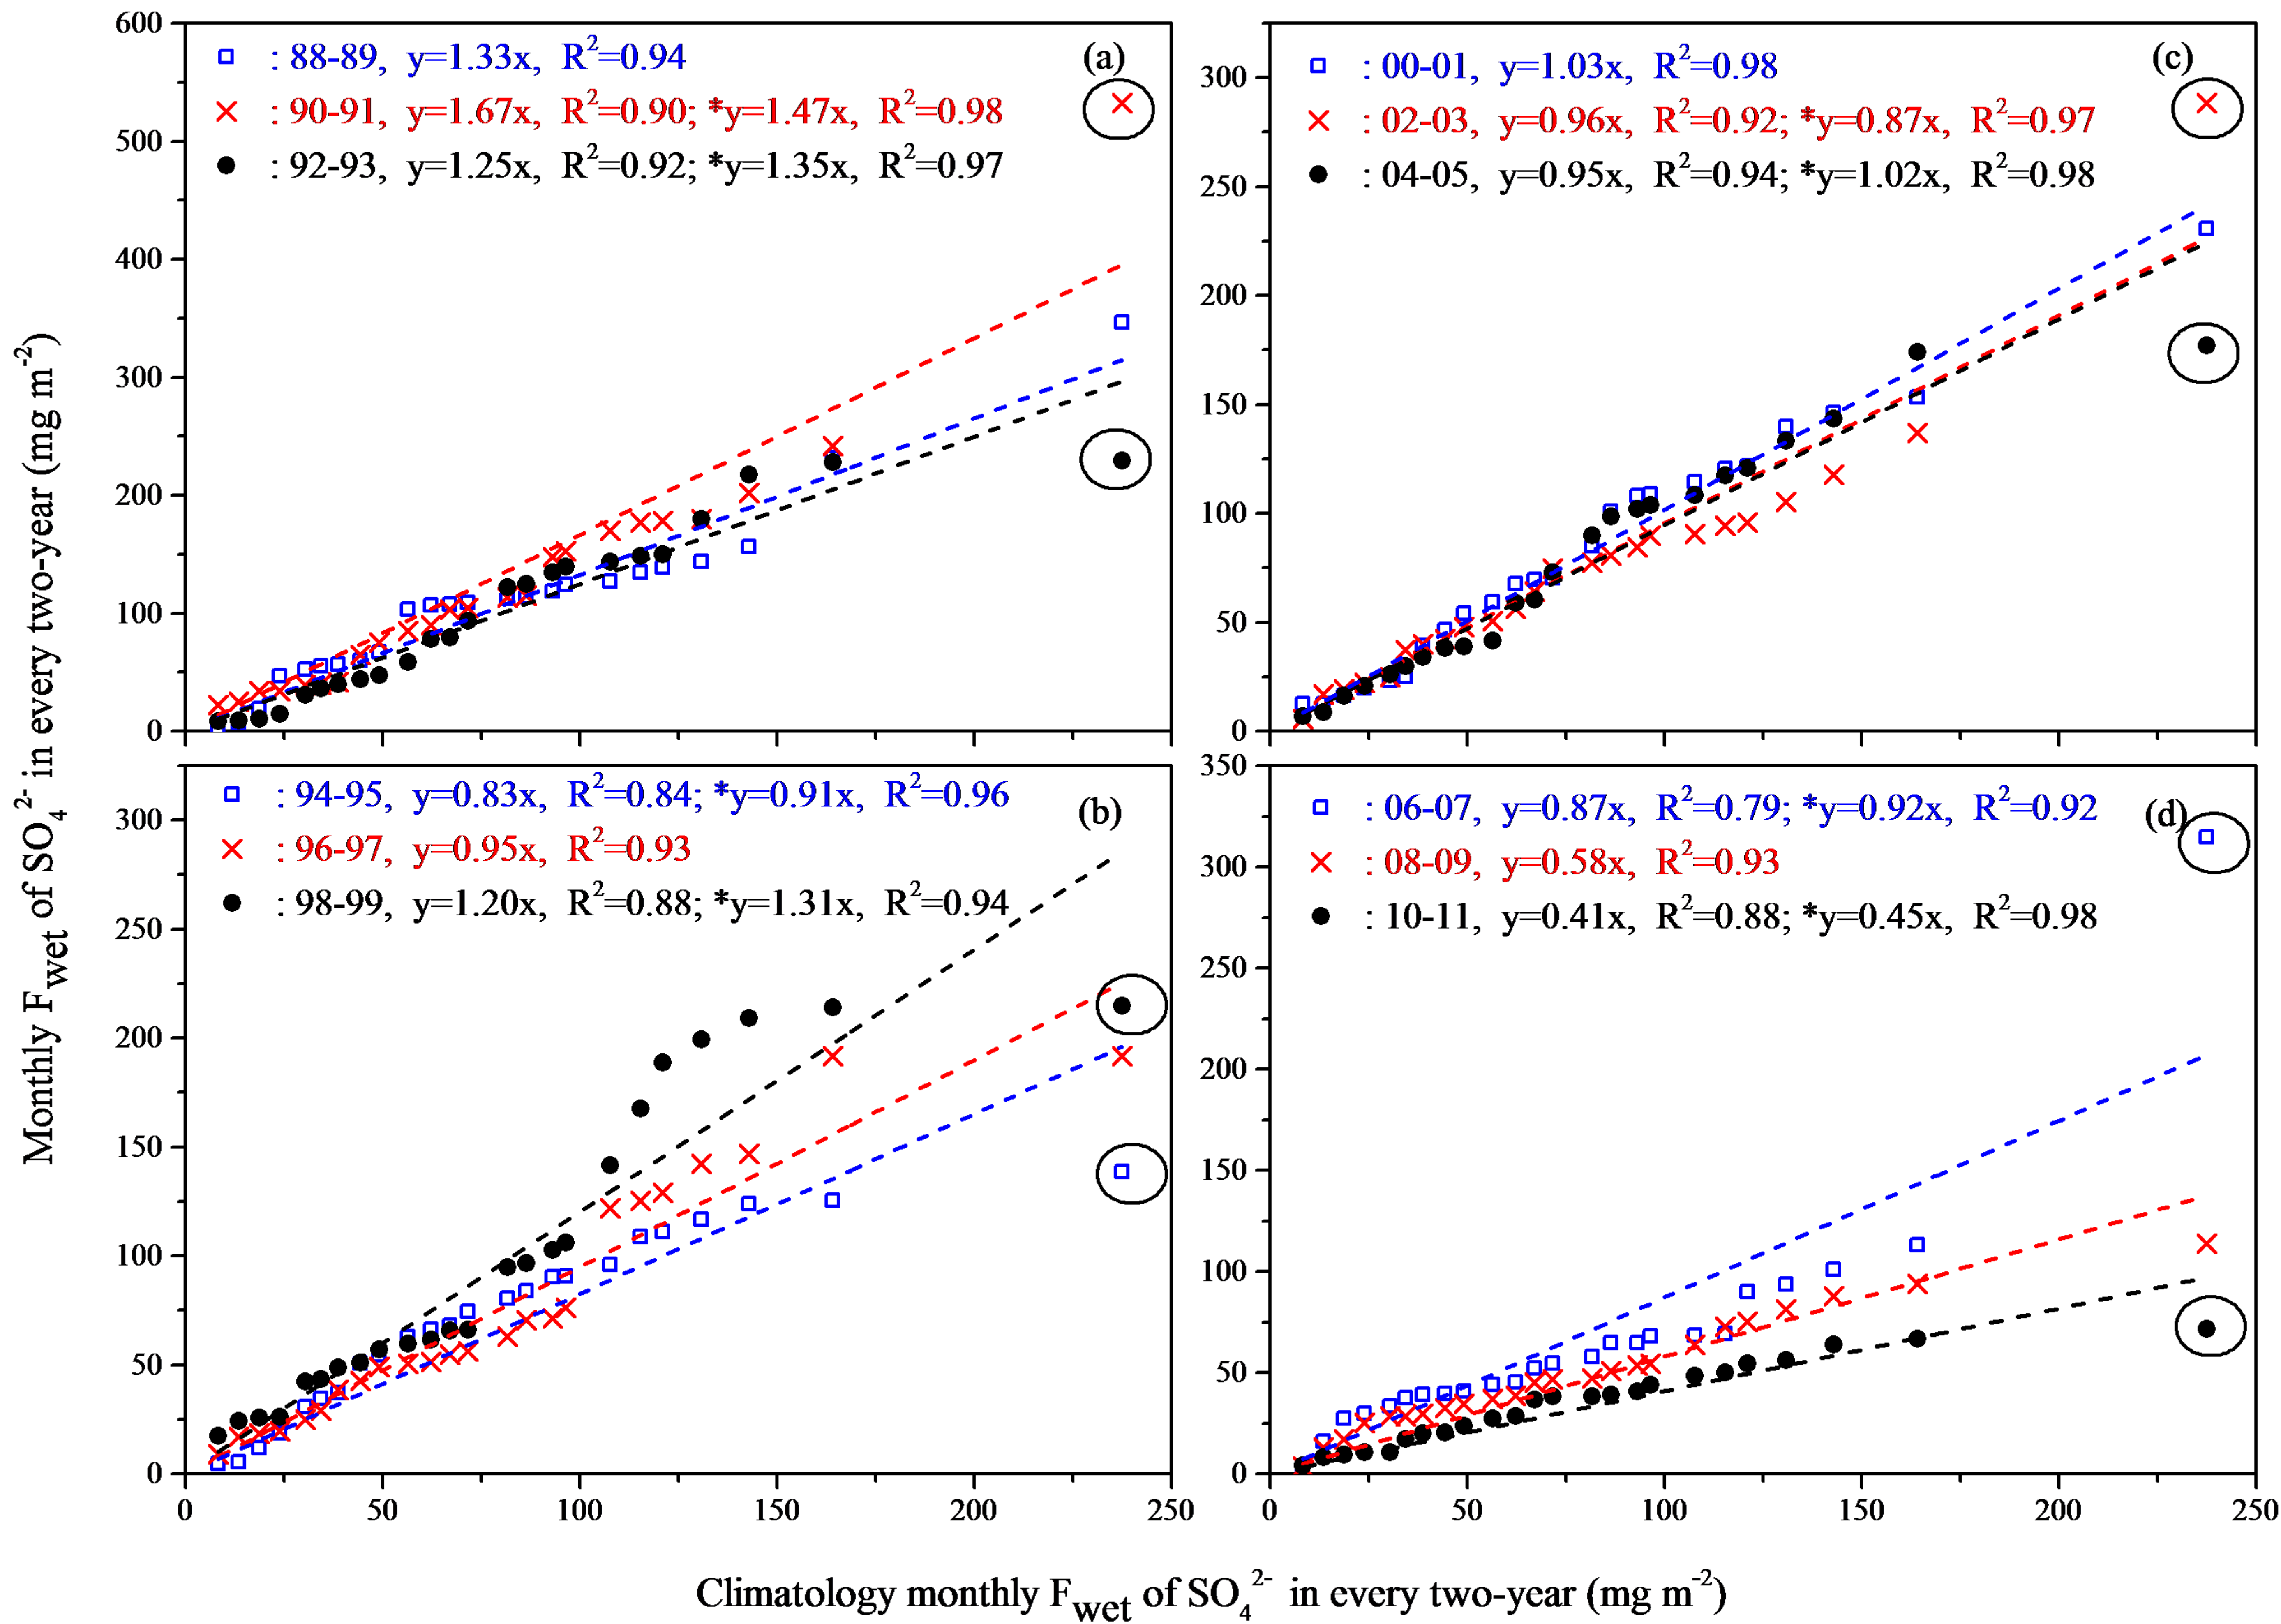 Monthly F_wet of SO₄²⁻ in every two-year (mg m⁻²)
600
500
400
300
200
100
0
: 88-89, y=1.33x, R²=0.94
: 90-91, y=1.67x, R²=0.90; *y=1.47x, R²=0.98
: 92-93, y=1.25x, R²=0.92; *y=1.35x, R²=0.97
(a)
300
250
200
150
100
50
0
: 00-01, y=1.03x, R²=0.98
: 02-03, y=0.96x, R²=0.92; *y=0.87x, R²=0.97
: 04-05, y=0.95x, R²=0.94; *y=1.02x, R²=0.98
(c)
300
250
200
150
100
50
0
: 94-95, y=0.83x, R²=0.84; *y=0.91x, R²=0.96
: 96-97, y=0.95x, R²=0.93
: 98-99, y=1.20x, R²=0.88; *y=1.31x, R²=0.94
(b)
0 50 100 150 200 250
350
300
250
200
150
100
50
0
: 06-07, y=0.87x, R²=0.79; *y=0.92x, R²=0.92
: 08-09, y=0.58x, R²=0.93
: 10-11, y=0.41x, R²=0.88; *y=0.45x, R²=0.98
(d)
0 50 100 150 200 250
Climatology monthly F_wet of SO₄²⁻ in every two-year (mg m⁻²)